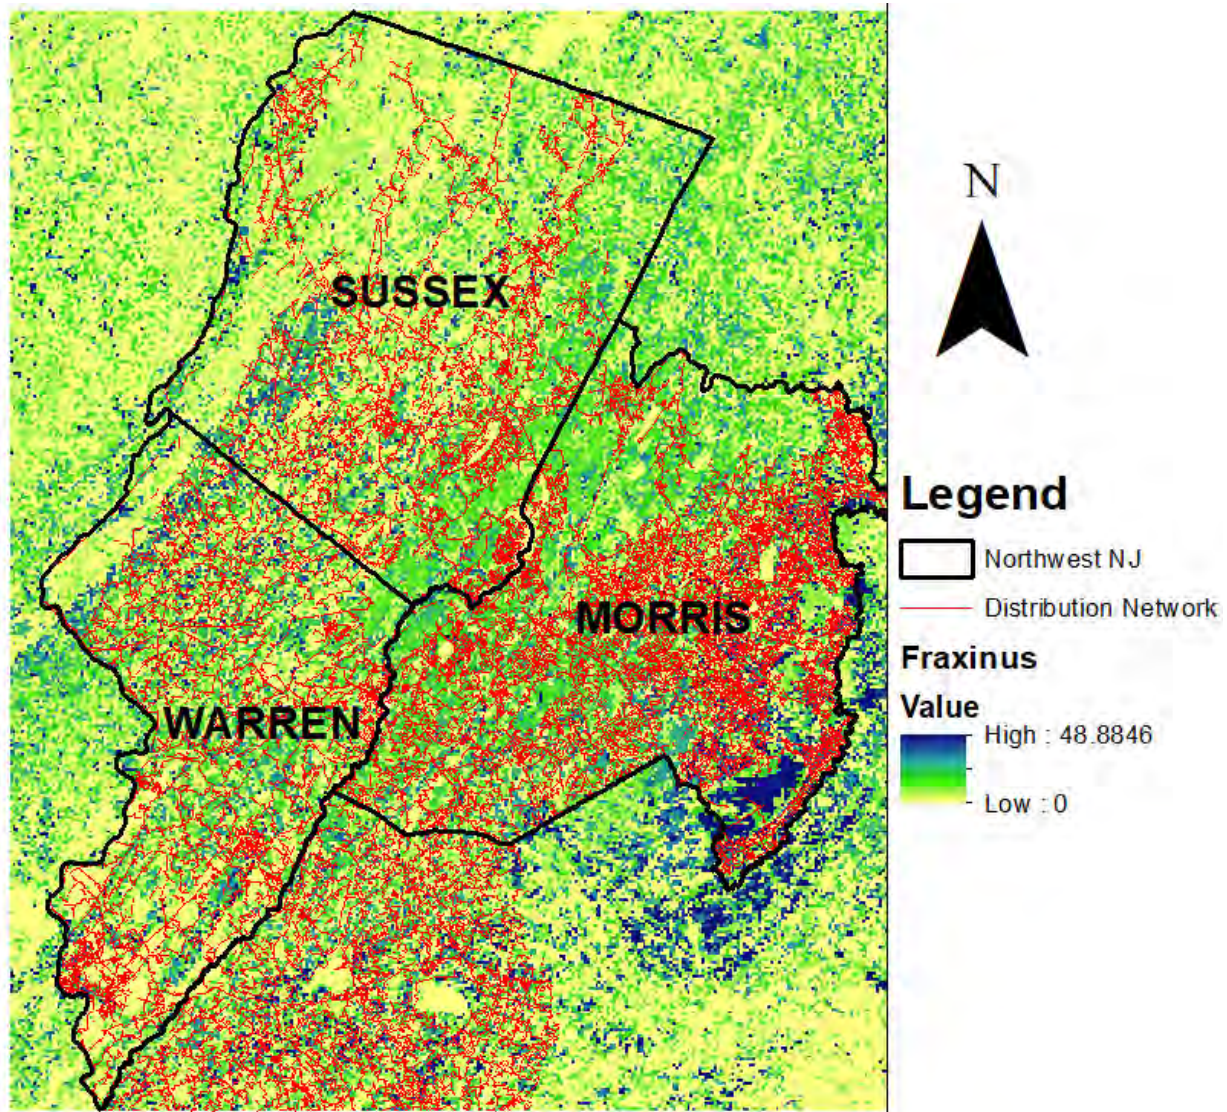 N
SUSSEX
MORRIS
WARREN
Legend
Northwest NJ
Distribution Network
Fraxinus
Value
High : 48.8846
Low : 0